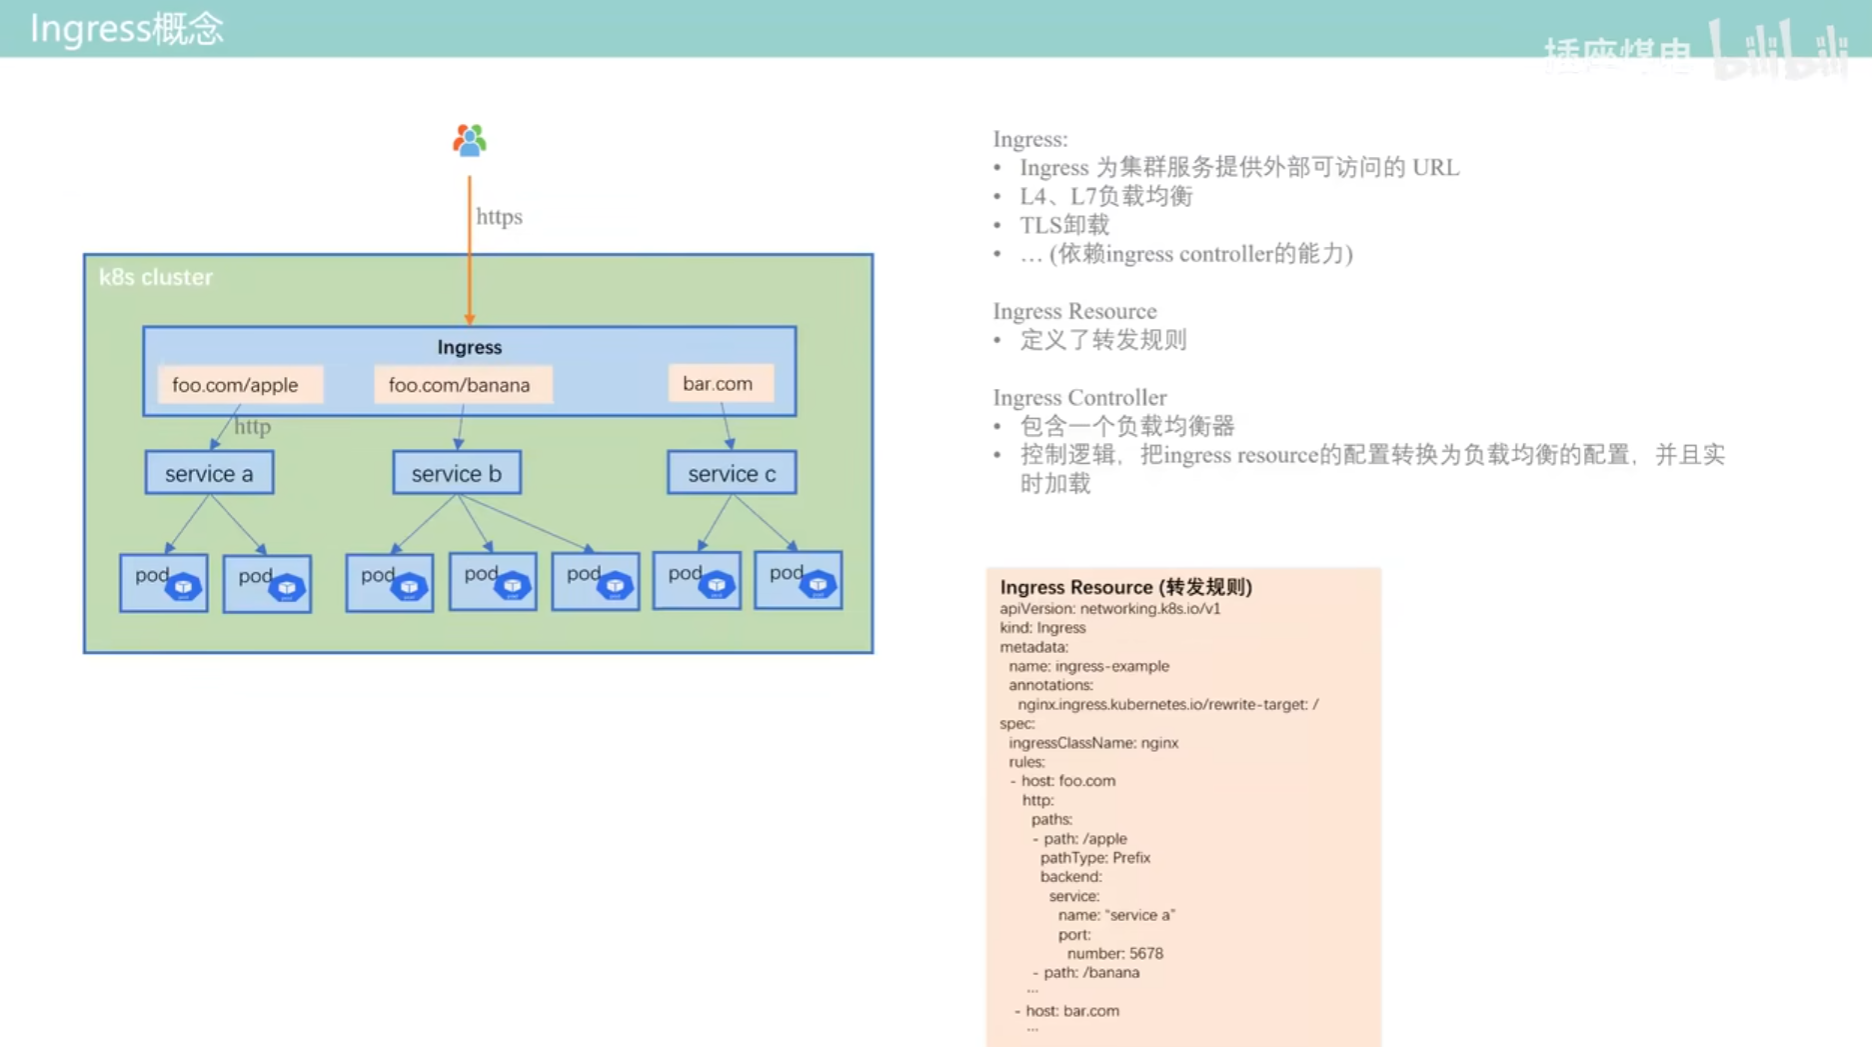 Ingress概念
插座煤电 bilibili
https
k8s cluster
Ingress
foo.com/apple
foo.com/banana
bar.com
http
service a
service b
service c
pod
pod
pod
pod
pod
pod
pod
Ingress:
• Ingress 为集群服务提供外部可访问的 URL
• L4、L7负载均衡
• TLS卸载
• … (依赖ingress controller的能力)
Ingress Resource
• 定义了转发规则
Ingress Controller
• 包含一个负载均衡器
• 控制逻辑，把ingress resource的配置转换为负载均衡的配置，并且实
时加载
Ingress Resource (转发规则)
apiVersion: networking.k8s.io/v1
kind: Ingress
metadata:
name: ingress-example
annotations:
nginx.ingress.kubernetes.io/rewrite-target: /
spec:
ingressClassName: nginx
rules:
- host: foo.com
http:
paths:
- path: /apple
pathType: Prefix
backend:
service:
name: “service a”
port:
number: 5678
- path: /banana
...
- host: bar.com
...